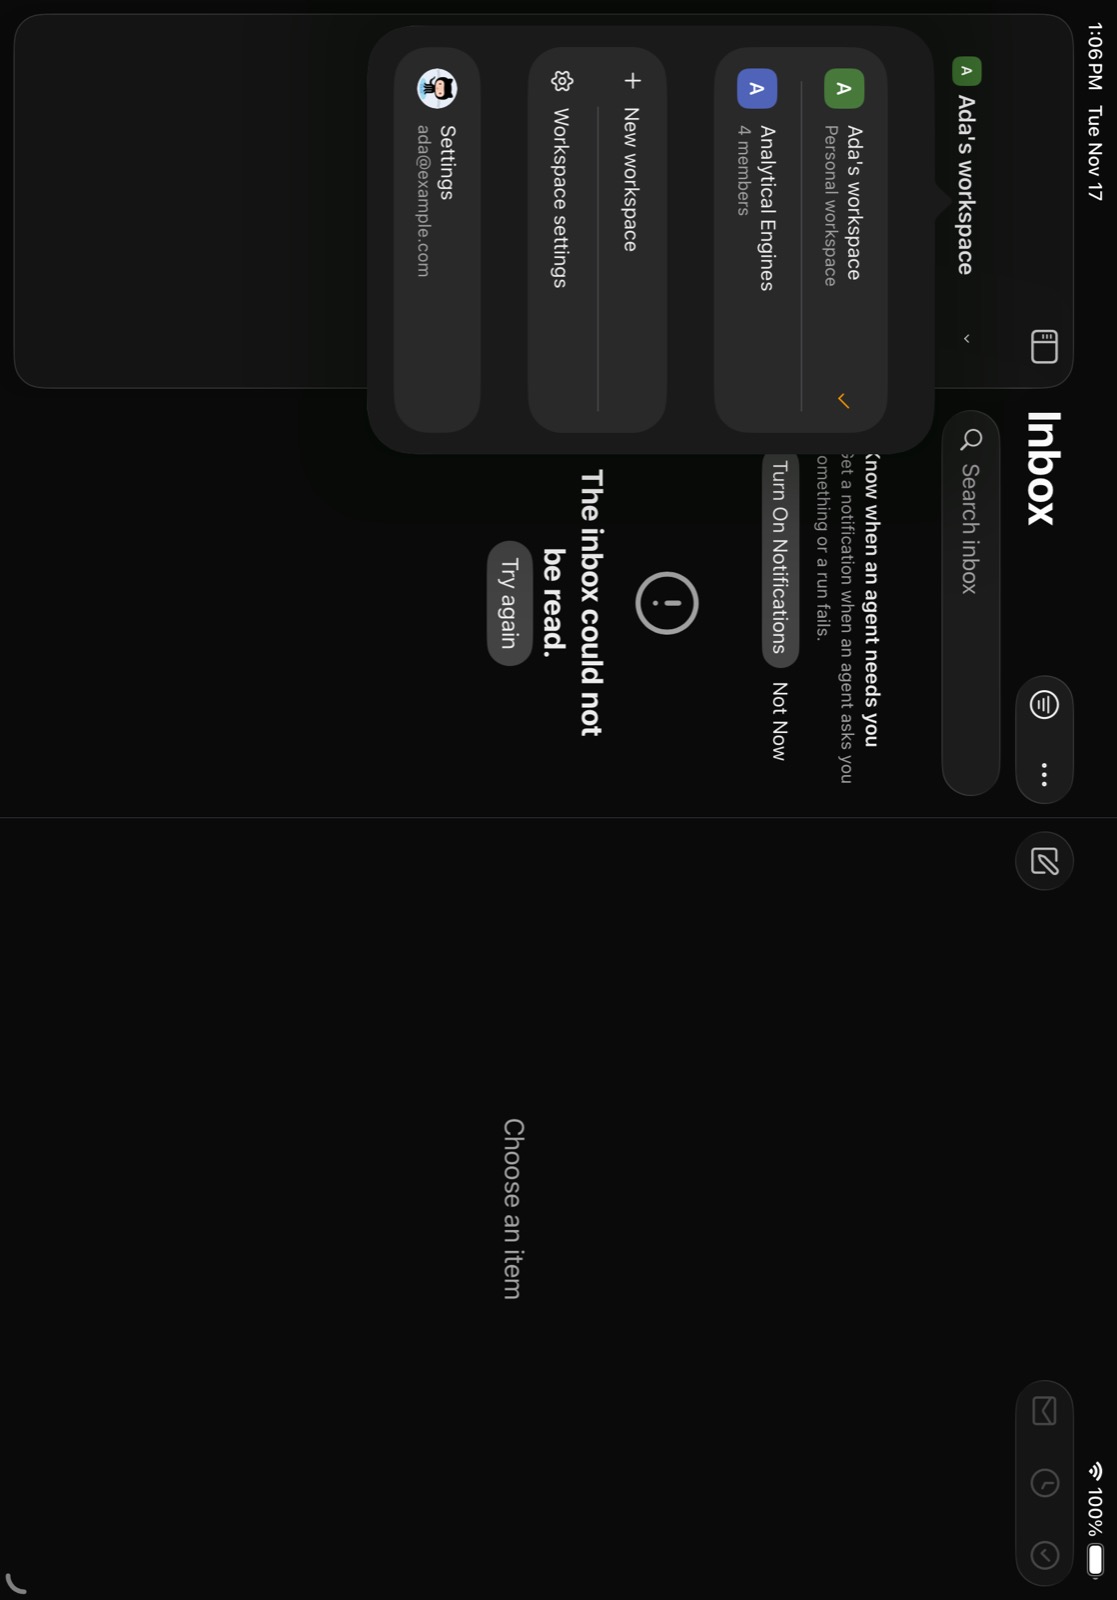 1:06 PM Tue Nov 17
100%
Inbox
A Ada's workspace
Search inbox
A
Ada's workspace
Personal workspace
A
Analytical Engines
4 members
New workspace
Workspace settings
Settings
ada@example.com
Know when an agent needs you
Get a notification when an agent asks you
omething or a run fails.
Turn On Notifications
Not Now
The inbox could not
be read.
Try again
Choose an item